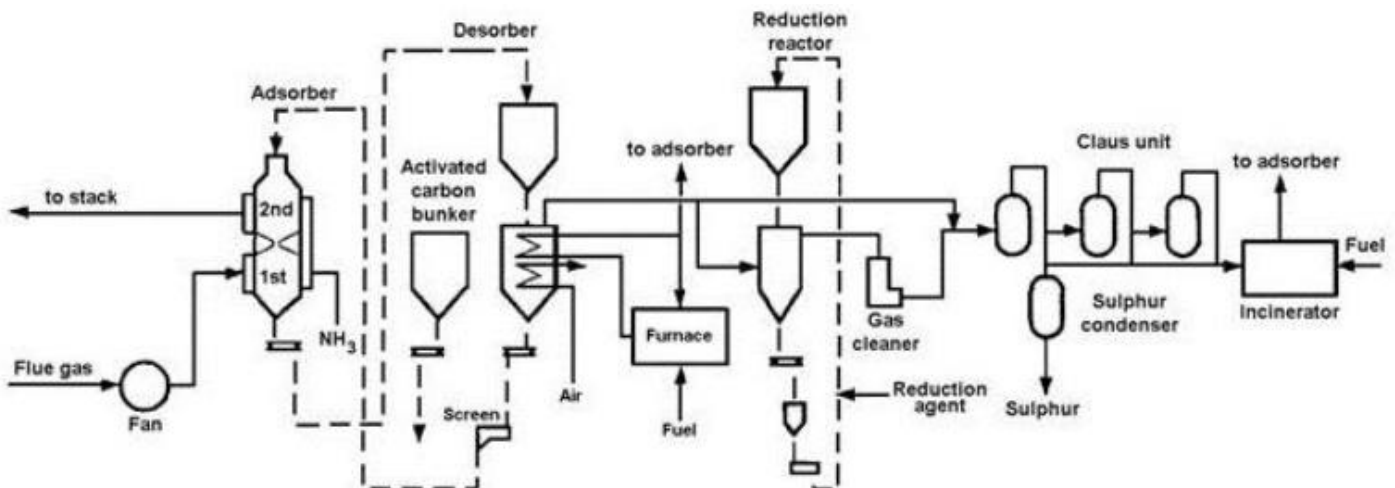 Desorber
Reduction
reactor
Adsorber
Activated
carbon
bunker
to adsorber
Claus unit
to adsorber
to stack
2nd
1st
Fuel
NH3
Furnace
Gas
cleaner
Sulphur
condenser
Incinerator
Flue gas
Fan
Air
Screen
Fuel
Reduction
agent
Sulphur